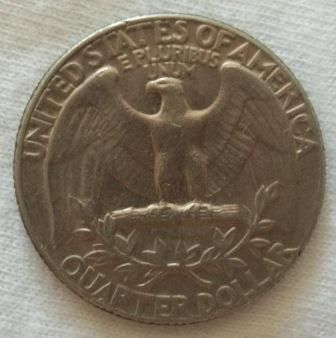 UNITED STATES OF AMERICA
E PLURIBUS
UNUM
QUARTER DOLLAR